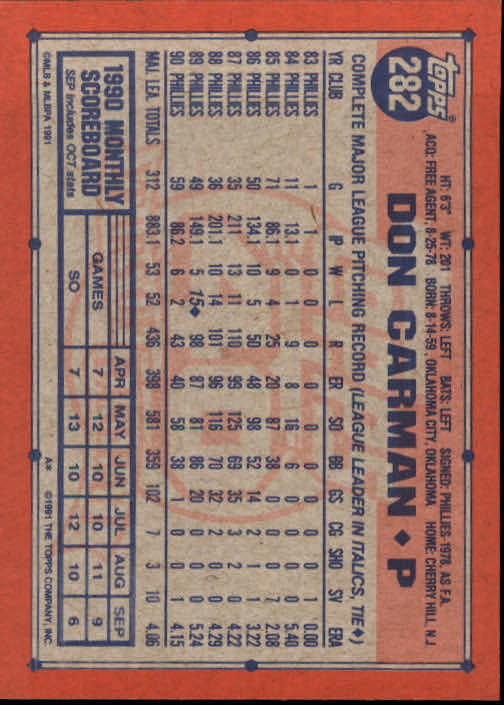 TOPPS®
282
HT: 6'3" WT: 201 THROWS: LEFT BATS: LEFT SIGNED: PHILLIES-1978, AS F.A.
ACQ: FREE AGENT: 8-25-78 BORN: 8-14-59, OKLAHOMA CITY, OKLAHOMA HOME: CHERRY HILL, N.J.
DON CARMAN ♦ P
COMPLETE MAJOR LEAGUE PITCHING RECORD (LEAGUE LEADER IN ITALICS, TIE♦)
YR CLUB G IP W L R ER SO BB GS CG SHO SV ERA
83 PHILLIES 1 1 0 0 0 0 0 0 0 0 0 1 0.00
84 PHILLIES 11 13.1 0 1 9 8 16 6 0 0 0 0 5.40
85 PHILLIES 71 86.1 9 4 25 20 87 38 0 0 0 7 2.08
86 PHILLIES 50 134.1 10 5 50 48 98 52 14 2 1 1 3.22
87 PHILLIES 35 211 13 11 110 99 125 69 35 3 2 0 4.22
88 PHILLIES 36 201.1 10 14 101 96 116 70 32 2 0 0 4.29
89 PHILLIES 49 149.1 5 15♦ 98 87 81 86 20 0 0 0 5.24
90 PHILLIES 59 86.2 6 2 43 40 58 38 1 0 0 1 4.15
MAJ. LEA. TOTALS 312 883.1 53 52 436 398 581 359 102 7 3 10 4.06
1990 MONTHLY
SCOREBOARD
SEP includes OCT stats
APR MAY JUN JUL AUG SEP
GAMES 7 12 10 10 11 9
SO 7 13 10 12 10 6
©MLB & MLBPA 1991 A* ©1991 THE TOPPS COMPANY, INC.